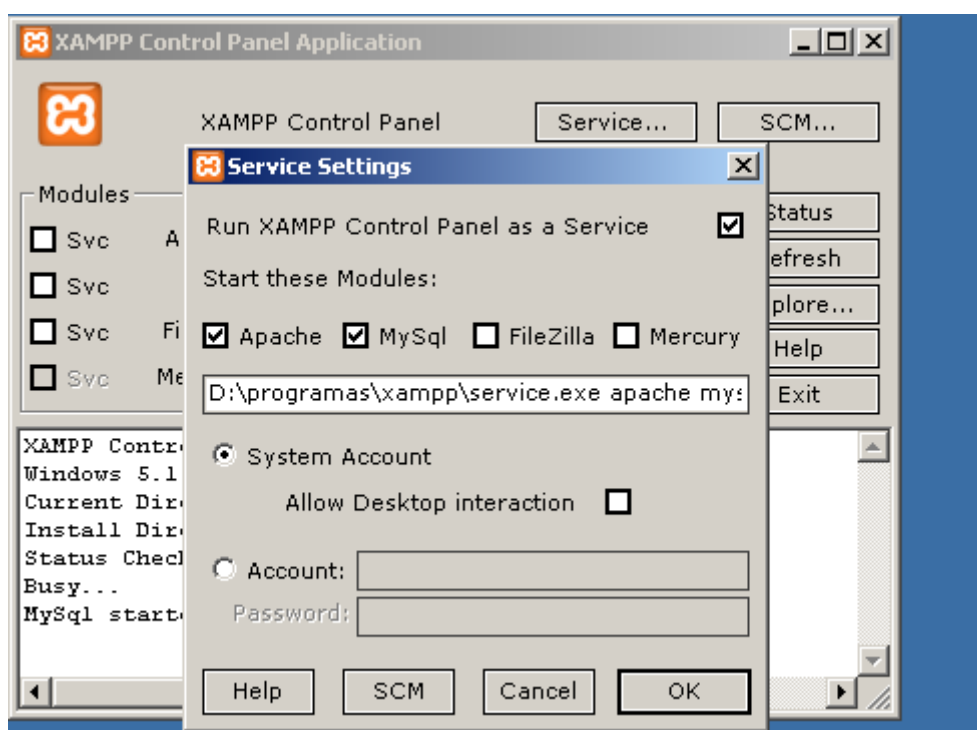 XAMPP Control Panel Application
XAMPP Control Panel Service... SCM...
Service Settings
Modules
Run XAMPP Control Panel as a Service
Start these Modules:
Apache MySql FileZilla Mercury
D:\programas\xampp\service.exe apache mys
System Account
Allow Desktop interaction
Account:
Password:
Help SCM Cancel OK
Svc A
Svc
Svc Fi
Svc Me
Status
efresh
plore...
Help
Exit
XAMPP Contr
Windows 5.1
Current Dir
Install Dir
Status Chec
Busy...
MySql start